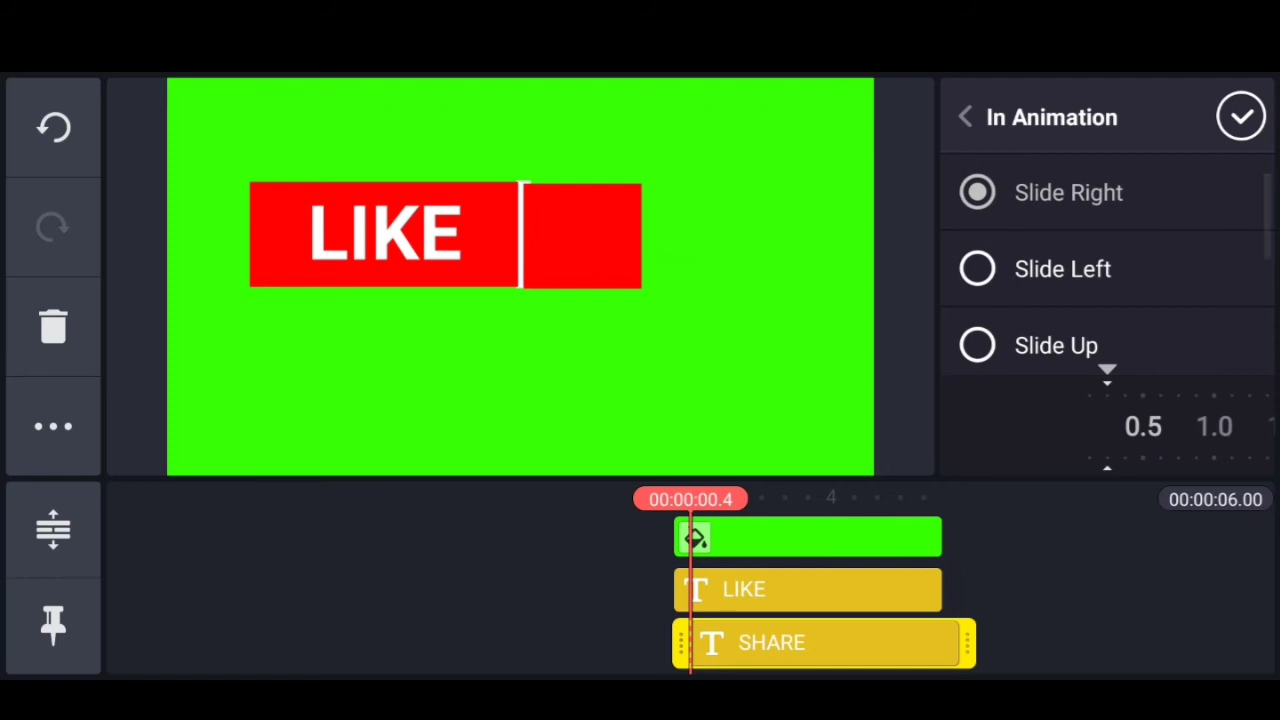 In Animation
Slide Right
LIKE
Slide Left
Slide Up
0.5 1.0
00:00:00.4 4 00:00:06.00
T LIKE
T SHARE